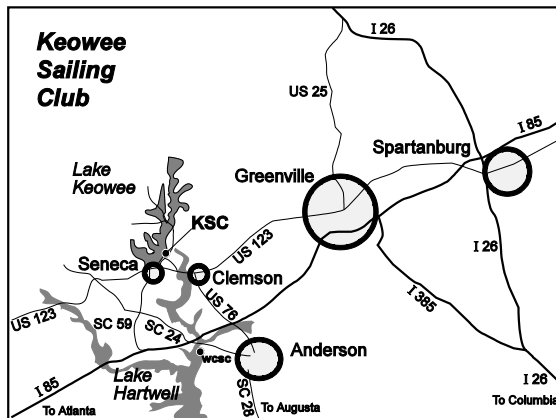 Keowee
Sailing
Club
I 26
US 25
I 85
Spartanburg
Greenville
Lake
Keowee
KSC
US 123
Seneca
Clemson
I 26
US 76
I 385
US 123
SC 59
SC 24
wcsc
Anderson
I 85
Lake
Hartwell
SC 28
I 26
To Atlanta
To Augusta
To Columbia